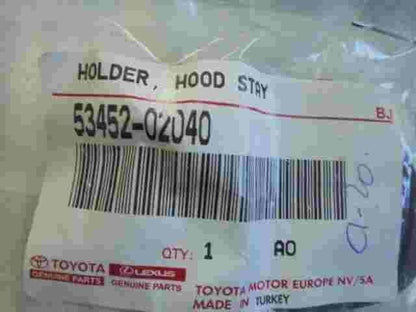 HOLDER, HOOD STAY
BJ
53452-02040
QTY: 1 A0
TOYOTA
GENUINE PARTS
LEXUS
GENUINE PARTS
TOYOTA MOTOR EUROPE NV/SA
MADE IN TURKEY